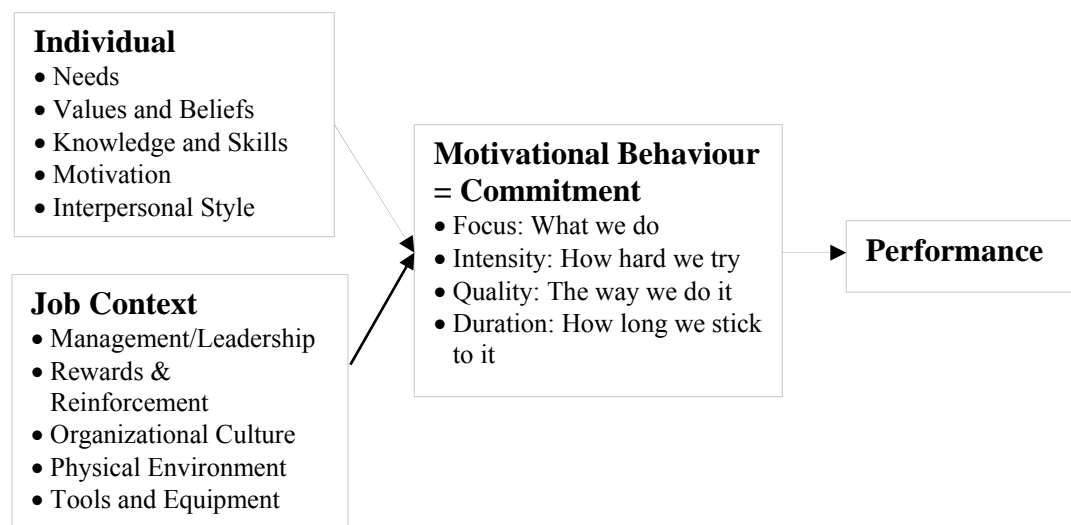 Individual
• Needs
• Values and Beliefs
• Knowledge and Skills
• Motivation
• Interpersonal Style
Job Context
• Management/Leadership
• Rewards &
Reinforcement
• Organizational Culture
• Physical Environment
• Tools and Equipment
Motivational Behaviour
= Commitment
• Focus: What we do
• Intensity: How hard we try
• Quality: The way we do it
• Duration: How long we stick
to it
Performance